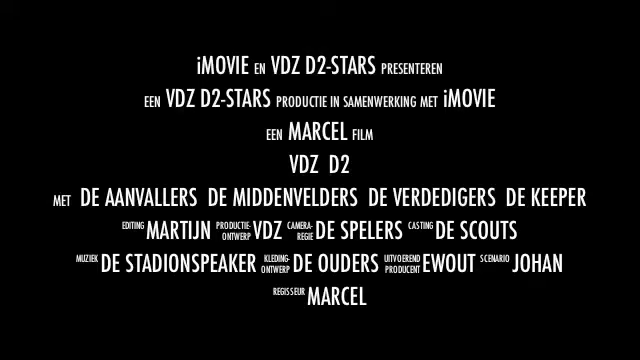 iMOVIE EN VDZ D2-STARS PRESENTEREN
EEN VDZ D2-STARS PRODUCTIE IN SAMENWERKING MET iMOVIE
EEN MARCEL FILM
VDZ D2
MET DE AANVALLERS DE MIDDENVELDERS DE VERDEDIGERS DE KEEPER
EDITING MARTIJN PRODUCTIE-ONTWERP VDZ CAMERA-REGIE DE SPELERS CASTING DE SCOUTS
MUZIEK DE STADIONSPEAKER KLEDING-ONTWERP DE OUDERS UITVOEREND PRODUCENT EWOUT SCENARIO JOHAN
REGISSEUR MARCEL